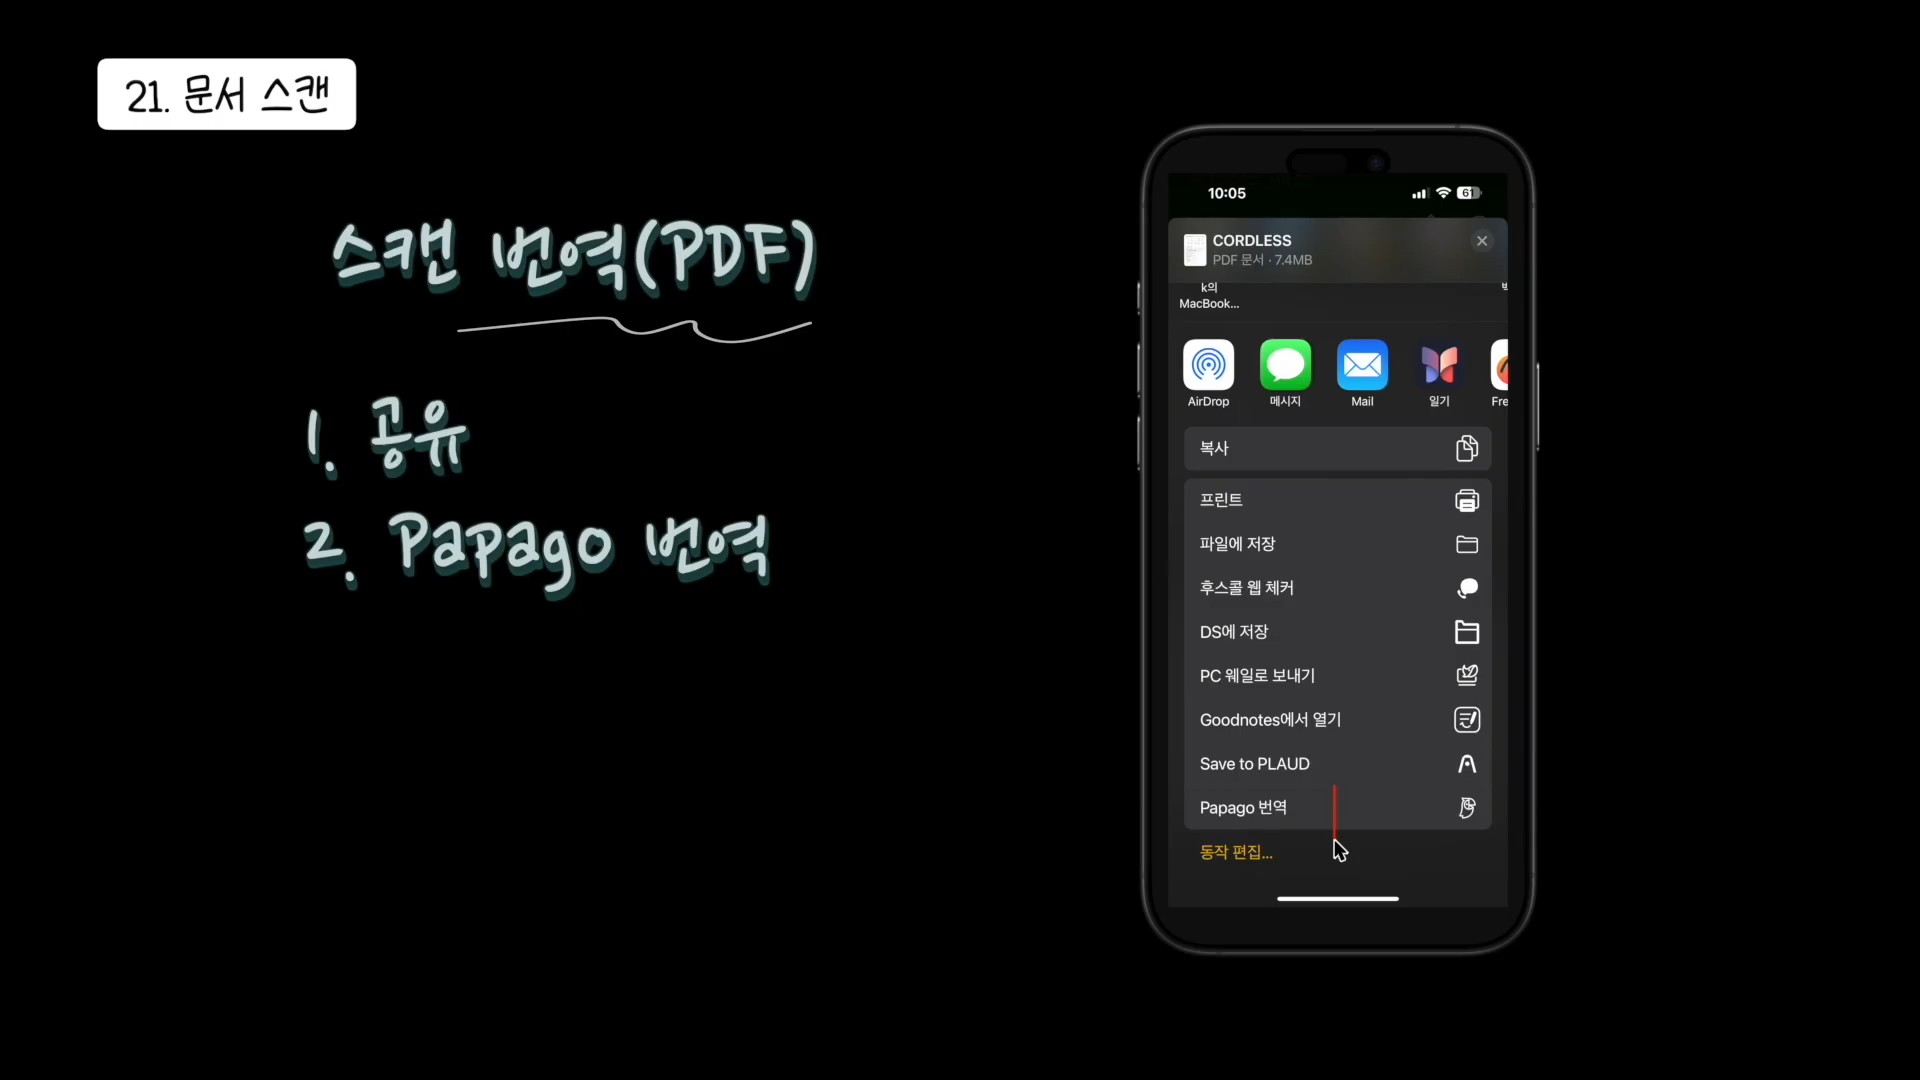 21. 문서 스캔
스캔 번역(PDF)
1. 공유
2. Papago 번역
10:05
61
CORDLESS
PDF 문서 · 7.4MB
k의
MacBook...
AirDrop
메시지
Mail
일기
Fre
복사
프린트
파일에 저장
후스콜 웹 체커
DS에 저장
PC 웨일로 보내기
Goodnotes에서 열기
Save to PLAUD
Papago 번역
동작 편집...